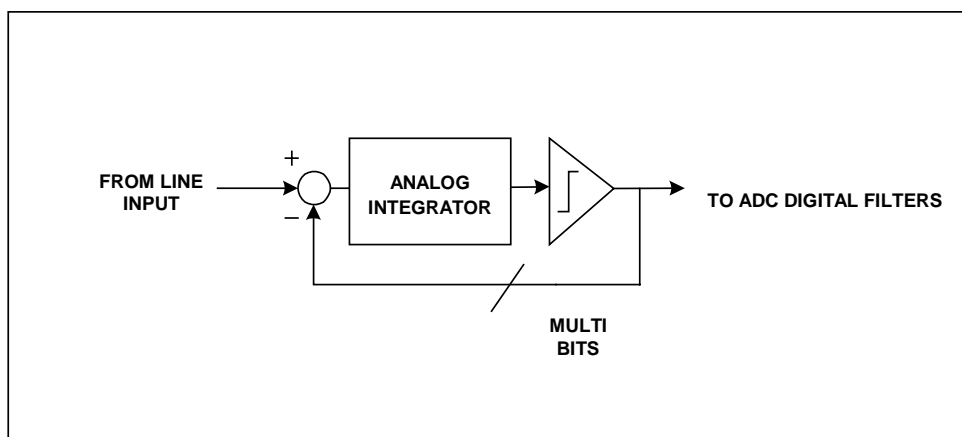 +
FROM LINE
INPUT
−
ANALOG
INTEGRATOR
TO ADC DIGITAL FILTERS
MULTI
BITS